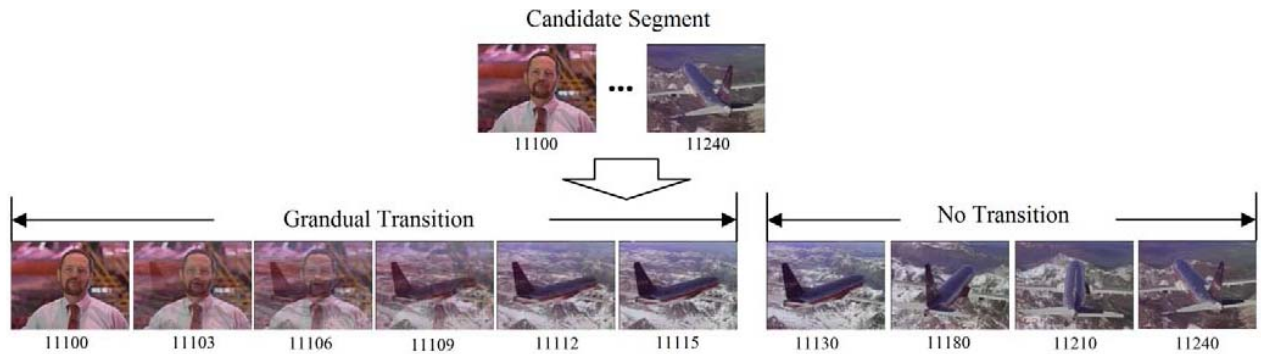 Candidate Segment
11100
11240
Grandual Transition
No Transition
11100 11103 11106 11109 11112 11115 11130 11180 11210 11240